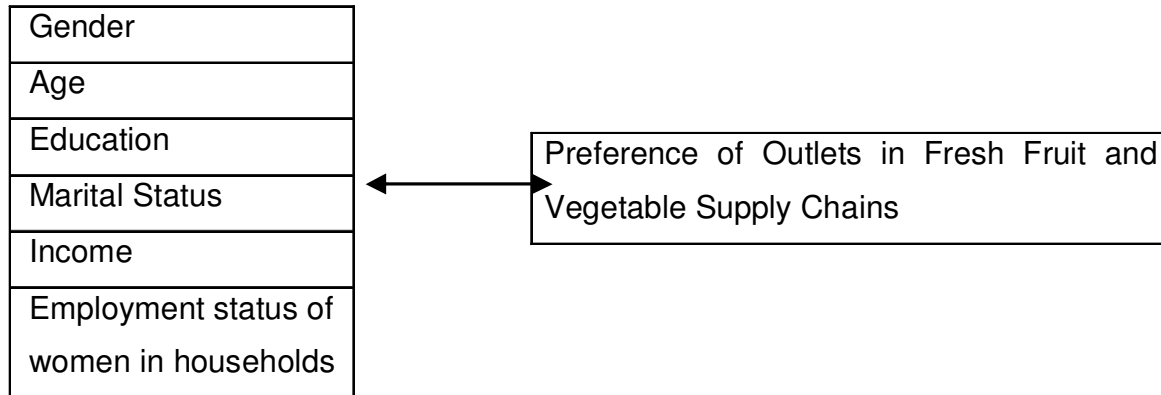 Gender
Age
Education
Marital Status
Income
Employment status of
women in households
Preference of Outlets in Fresh Fruit and
Vegetable Supply Chains